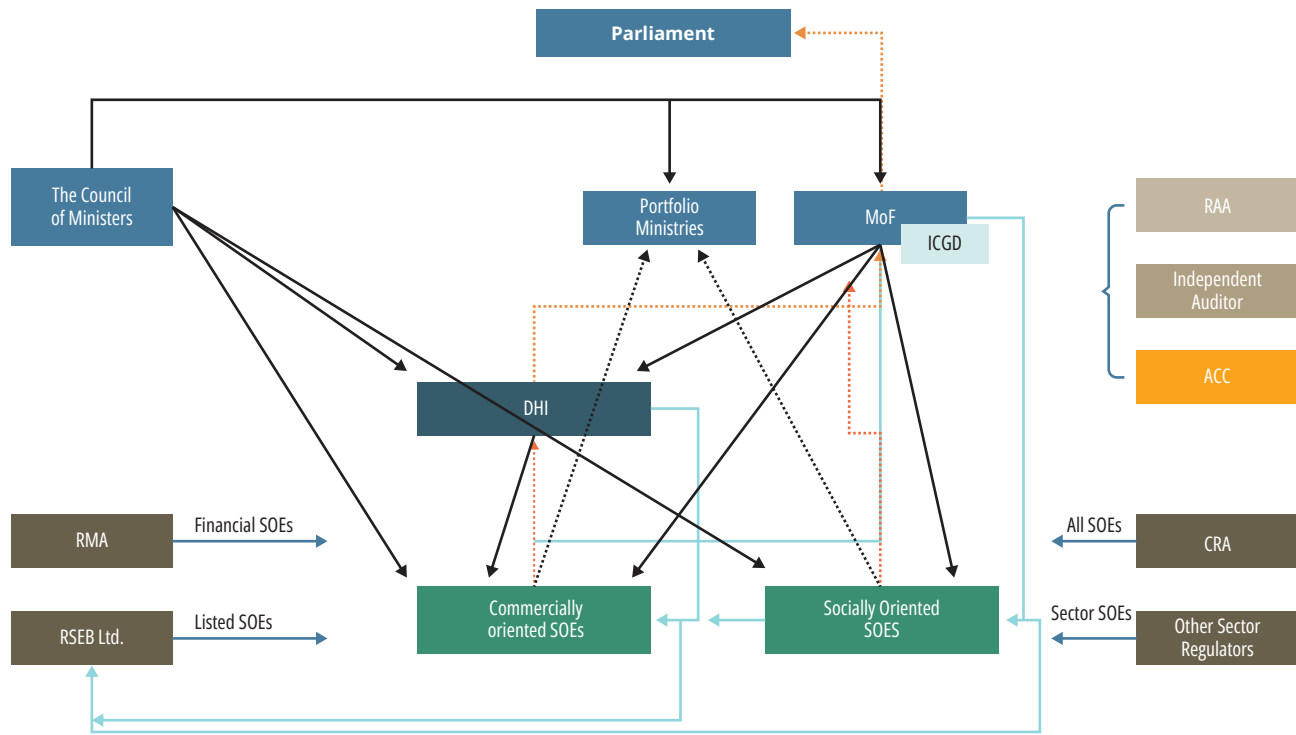 Parliament
The Council
of Ministers
Portfolio
Ministries
MoF
ICGD
RAA
Independent
Auditor
ACC
DHI
RMA
Financial SOEs
All SOEs
CRA
Commercially
oriented SOEs
Socially Oriented
SOES
RSEB Ltd.
Listed SOEs
Sector SOEs
Other Sector
Regulators